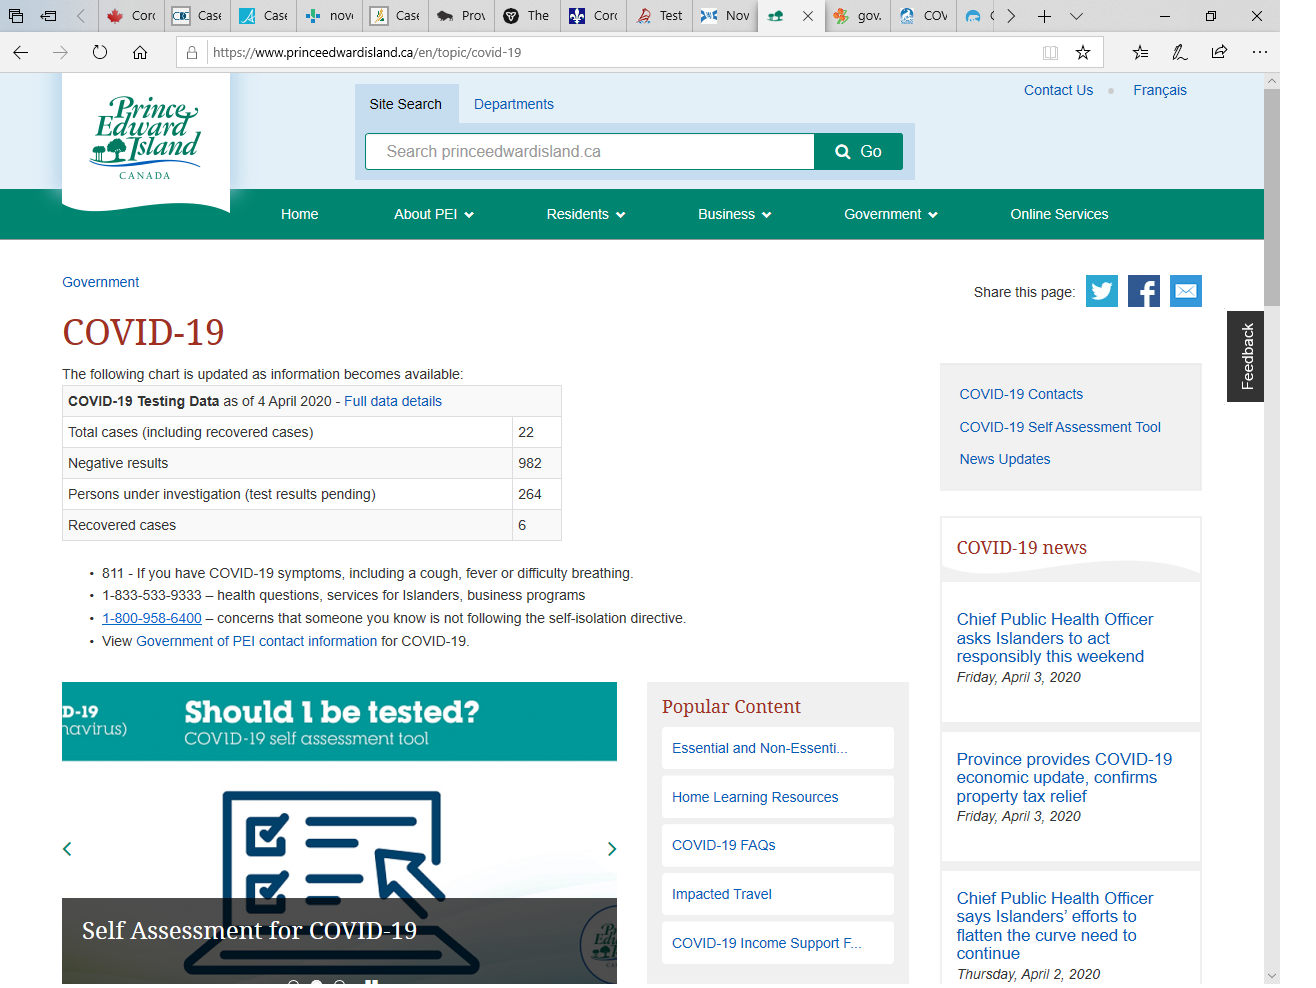 Corc
Case
Case
nov
Case
Prov
The
Corc
Test
Nov
gov.
COV
https://www.princeedwardisland.ca/en/topic/covid-19
Prince
Edward
Island
CANADA
Site Search
Departments
Contact Us
Français
Search princeedwardisland.ca
Go
Home
About PEI
Residents
Business
Government
Online Services
Government
Share this page:
Feedback
COVID-19
The following chart is updated as information becomes available:
COVID-19 Testing Data as of 4 April 2020 - Full data details
Total cases (including recovered cases) 22
Negative results 982
Persons under investigation (test results pending) 264
Recovered cases 6
• 811 - If you have COVID-19 symptoms, including a cough, fever or difficulty breathing.
• 1-833-533-9333 – health questions, services for Islanders, business programs
• 1-800-958-6400 – concerns that someone you know is not following the self-isolation directive.
• View Government of PEI contact information for COVID-19.
D-19
navirus)
Should I be tested?
COVID-19 self assessment tool
Self Assessment for COVID-19
Popular Content
Essential and Non-Essenti...
Home Learning Resources
COVID-19 FAQs
Impacted Travel
COVID-19 Income Support F...
COVID-19 Contacts
COVID-19 Self Assessment Tool
News Updates
COVID-19 news
Chief Public Health Officer
asks Islanders to act
responsibly this weekend
Friday, April 3, 2020
Province provides COVID-19
economic update, confirms
property tax relief
Friday, April 3, 2020
Chief Public Health Officer
says Islanders' efforts to
flatten the curve need to
continue
Thursday, April 2, 2020